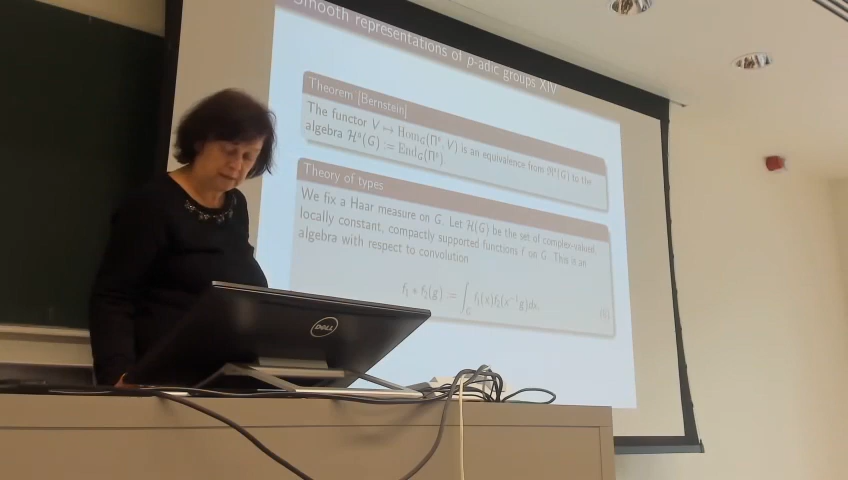 Smooth representations of p-adic groups XIV
Theorem [Bernstein]
The functor V ↦ Hom_G(Π^s, V) is an equivalence from ℜ^s(G) to the
algebra ℋ^s(G) := End_G(Π^s).
Theory of types
We fix a Haar measure on G. Let ℋ(G) be the set of complex-valued,
locally constant, compactly supported functions f on G. This is an
algebra with respect to convolution
f₁ ⋆ f₂(g) := ∫_G f₁(x)f₂(x⁻¹g)dx.
DELL